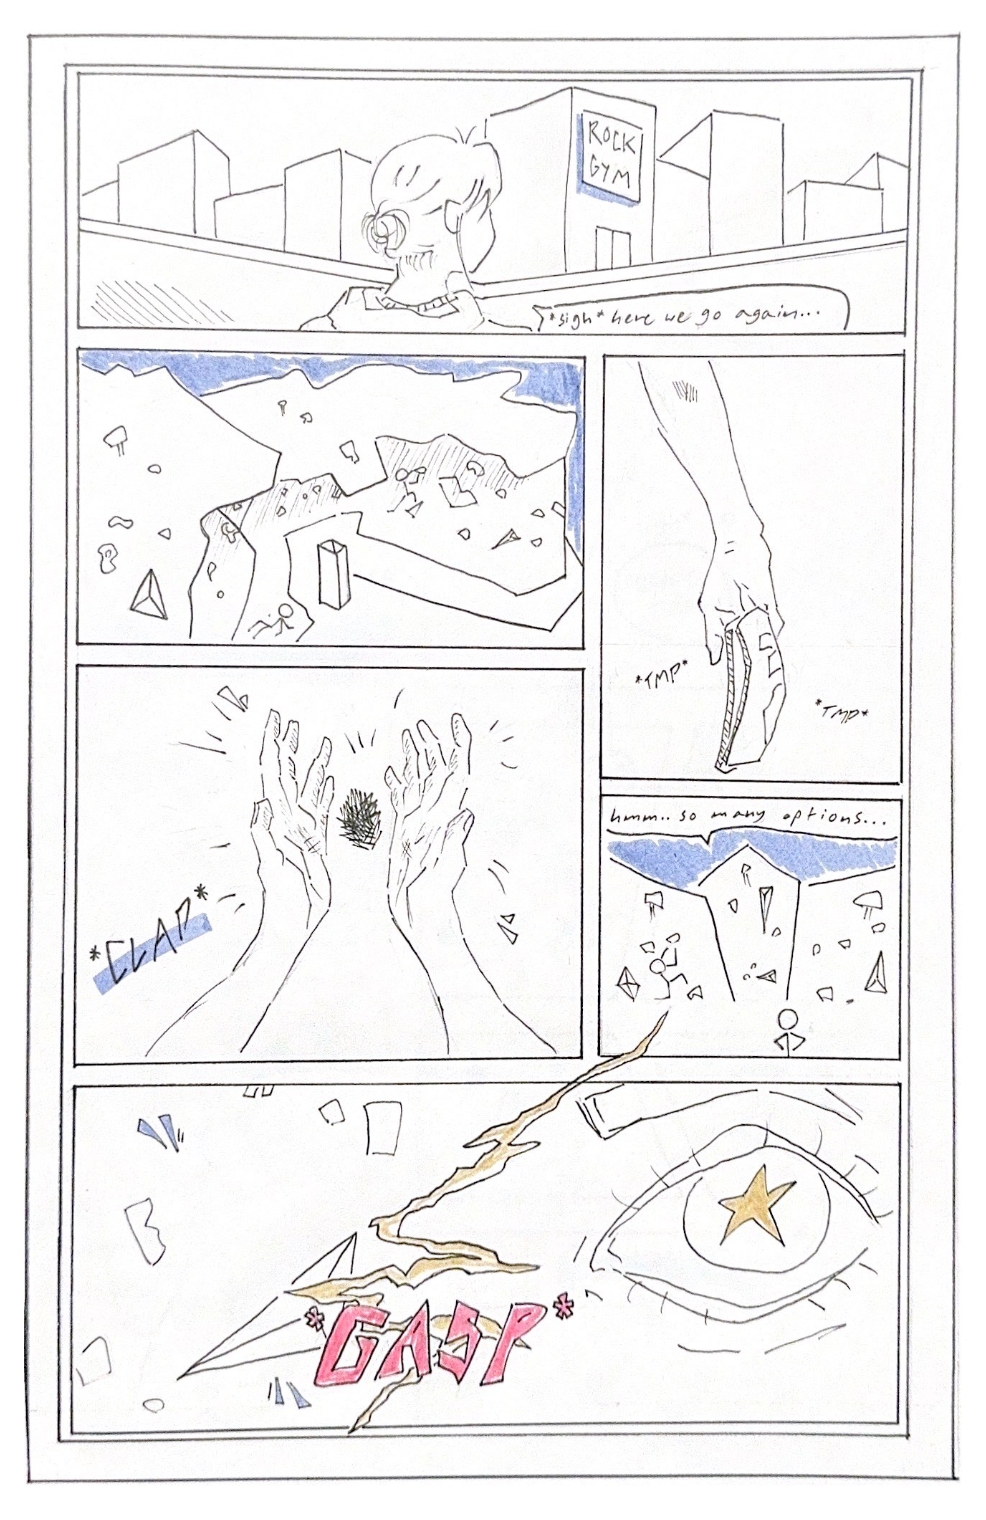 ROCK
GYM
*sigh* here we go again...
*TMP*
*TMP*
*CLAP*
hmm.. so many options...
*GASP*